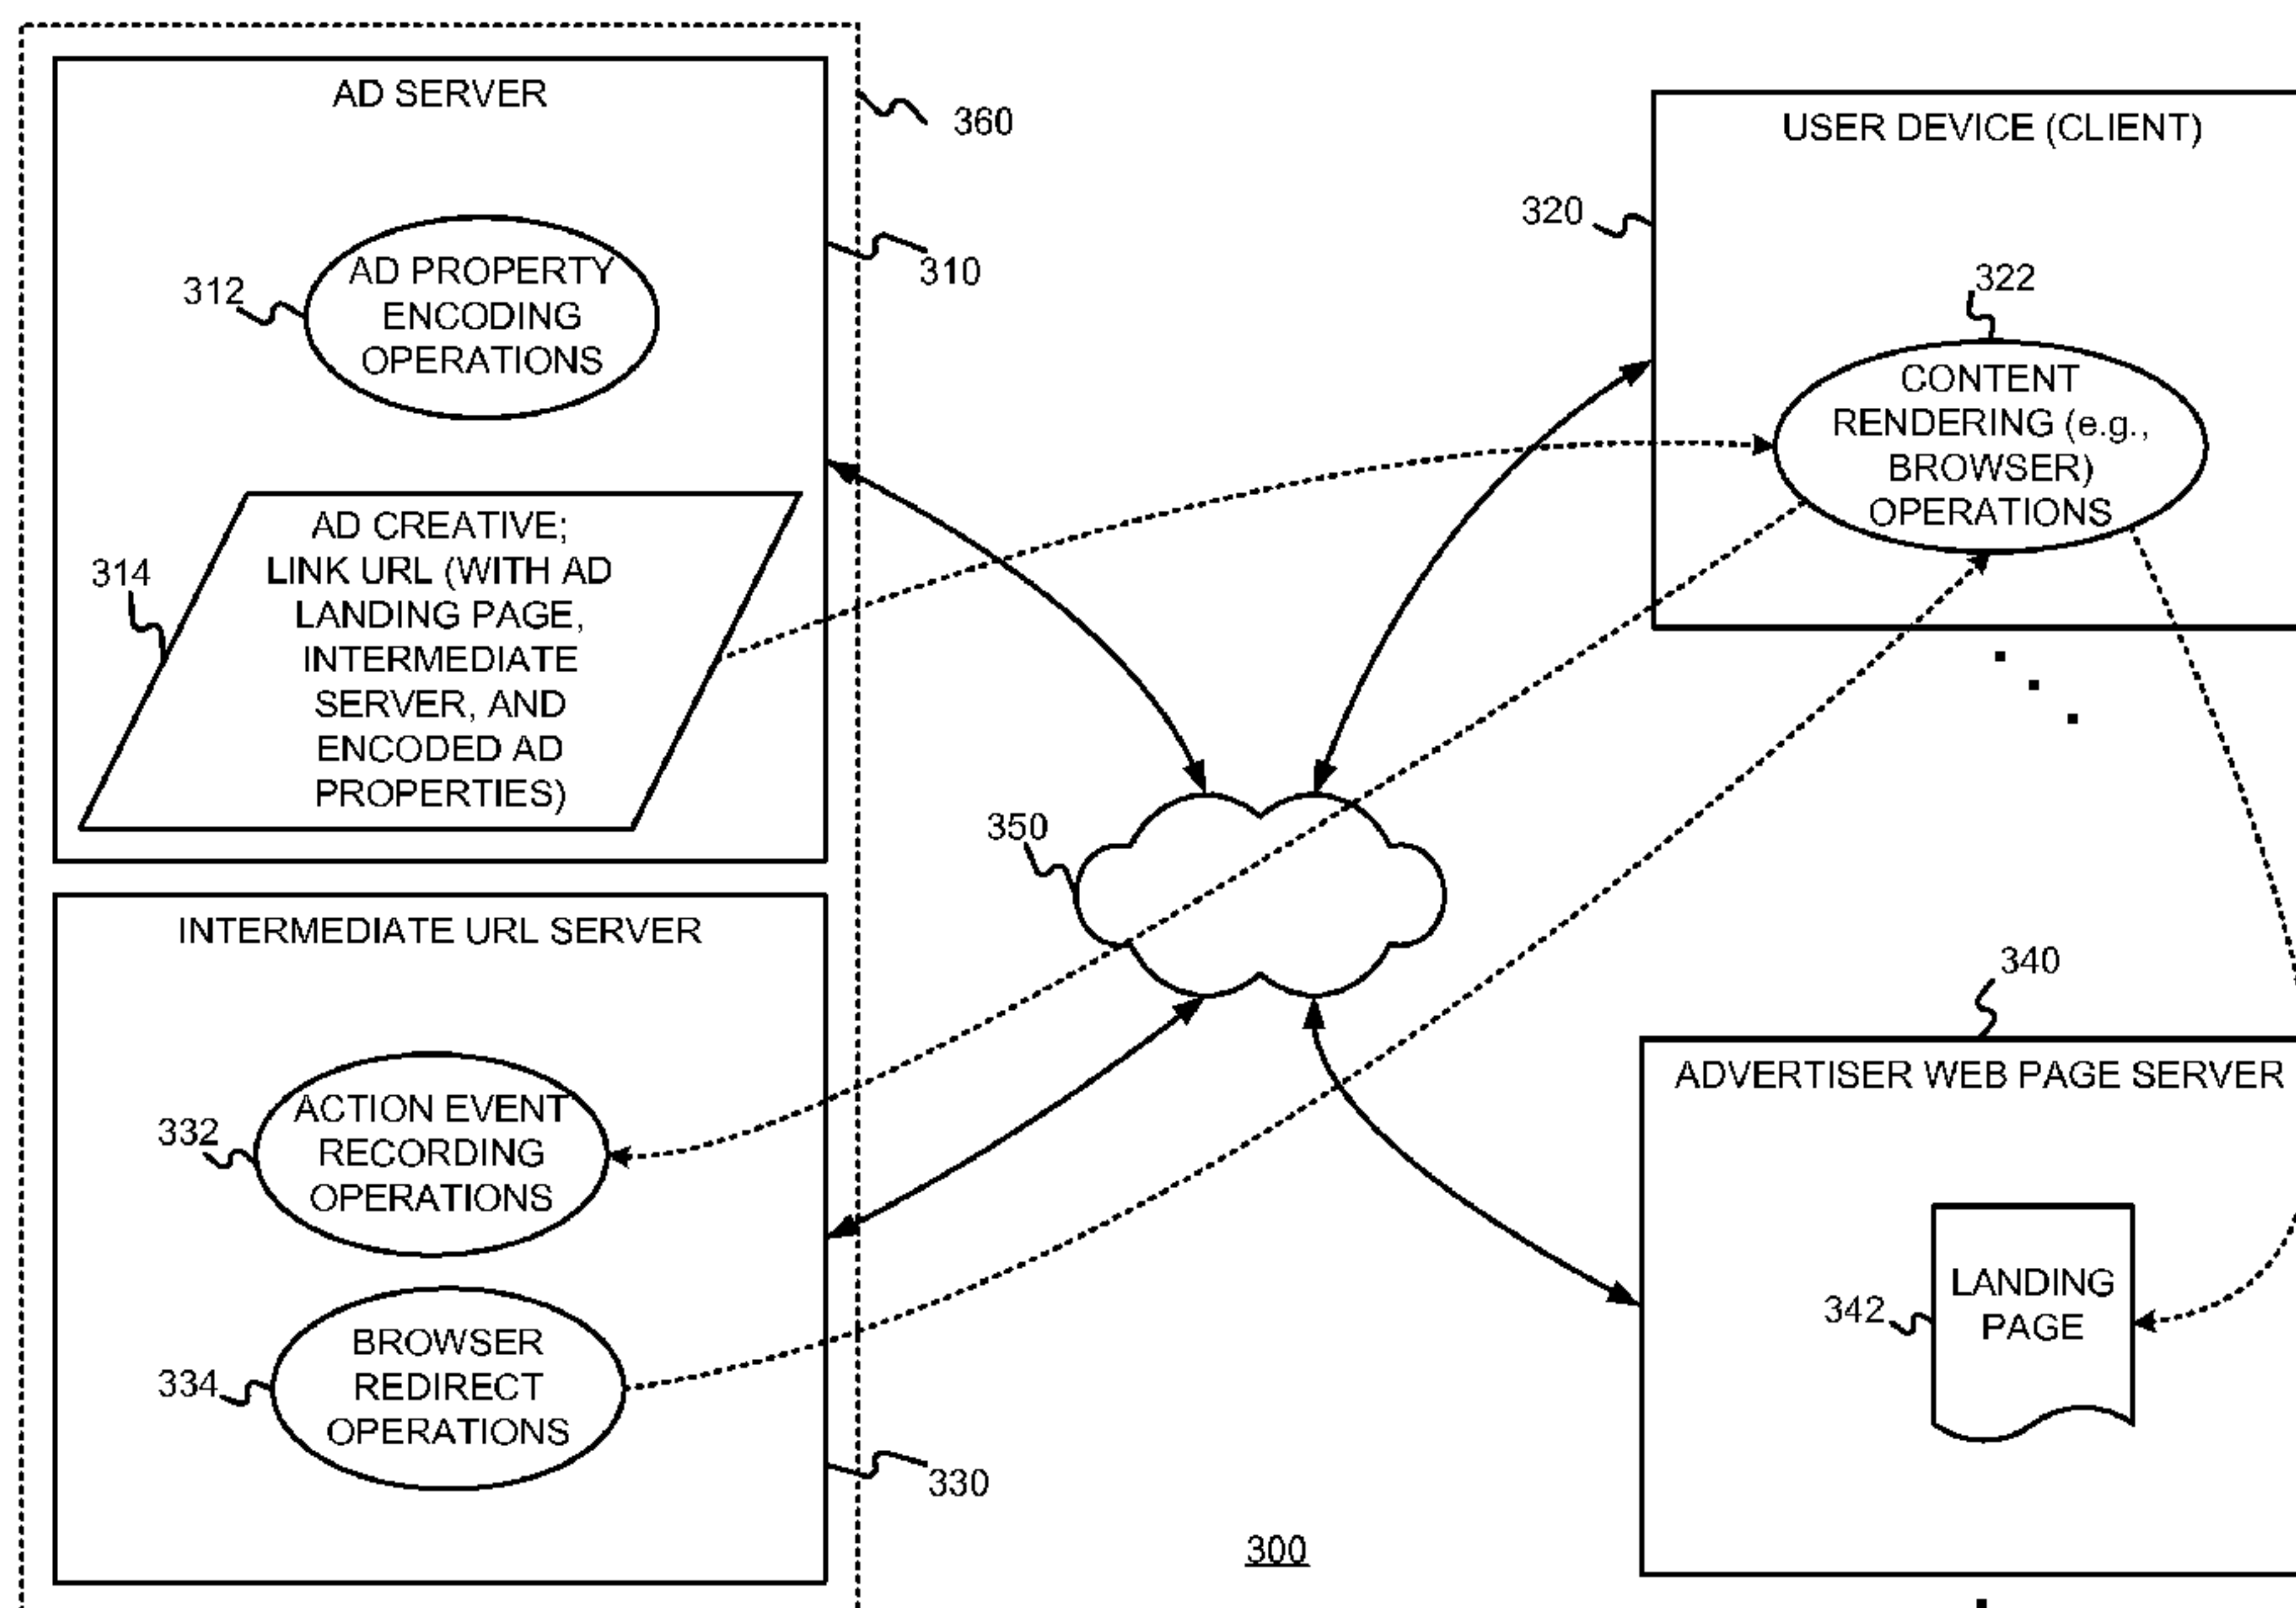 AD SERVER
360
310
312
AD PROPERTY
ENCODING
OPERATIONS
314
AD CREATIVE;
LINK URL (WITH AD
LANDING PAGE,
INTERMEDIATE
SERVER, AND
ENCODED AD
PROPERTIES)
USER DEVICE (CLIENT)
320
322
CONTENT
RENDERING (e.g.,
BROWSER)
OPERATIONS
350
INTERMEDIATE URL SERVER
332
ACTION EVENT
RECORDING
OPERATIONS
334
BROWSER
REDIRECT
OPERATIONS
330
340
ADVERTISER WEB PAGE SERVER
342
LANDING
PAGE
300